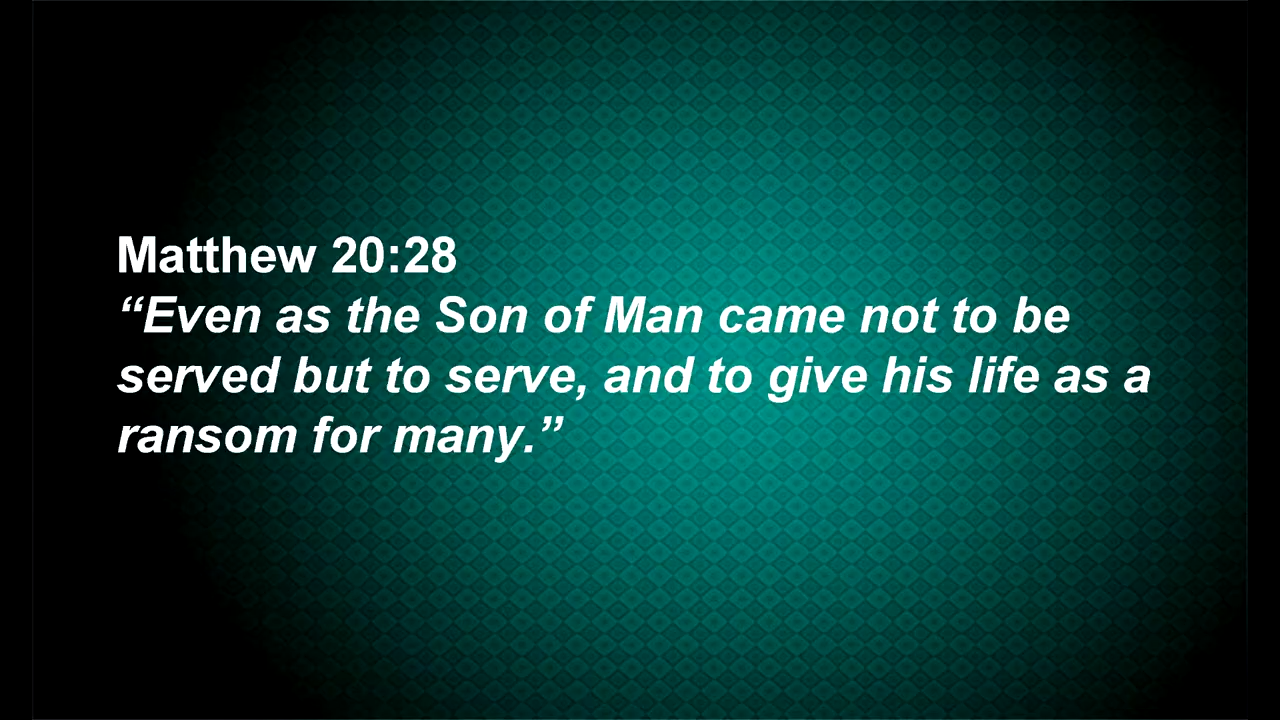 Matthew 20:28
“Even as the Son of Man came not to be
served but to serve, and to give his life as a
ransom for many.”